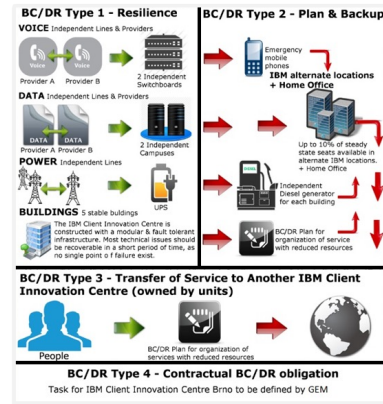 BC/DR Type 1 - Resilience
VOICE Independent Lines & Providers
Voice
Voice
Provider A
Provider B
2 Independent
Switchboards
DATA Independent Lines & Providers
DATA
DATA
Provider A
Provider B
2 Independent
Campuses
POWER Independent Lines
UPS
BUILDINGS 5 stable buldings
The IBM Client Innovation Centre is
constructed with a modular & fault tolerant
infrastructure. Most technical issues should
be recoverable in a short period of time, as
no single point o f failure exist.
BC/DR Type 2 - Plan & Backup
Emergency
mobile
phones
IBM alternate locations
+ Home Office
Up to 10% of steady
state seats available in
alternate IBM locations.
+ Home Office
Independent
Diesel generator
for each building
BC/DR Plan for
organization of service
with reduced resources
BC/DR Type 3 - Transfer of Service to Another IBM Client
Innovation Centre (owned by units)
People
BC/DR Plan for organization of
services with reduced resources
BC/DR Type 4 - Contractual BC/DR obligation
Task for IBM Client Innovation Centre Brno to be defined by GEM